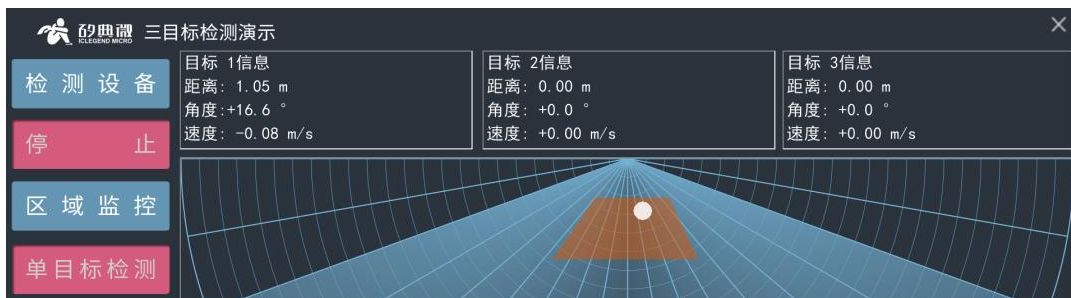 矽典微
ICLEGEND MICRO
三目标检测演示
检测设备
停止
区域监控
单目标检测
目标 1信息
距离: 1.05 m
角度:+16.6 °
速度: -0.08 m/s
目标 2信息
距离: 0.00 m
角度: +0.0 °
速度: +0.00 m/s
目标 3信息
距离: 0.00 m
角度: +0.0 °
速度: +0.00 m/s